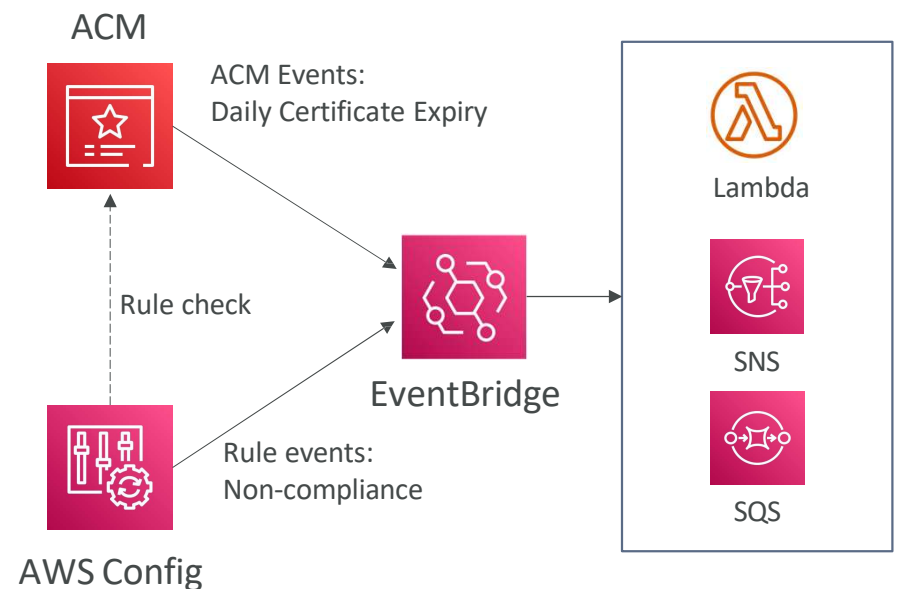 ACM
ACM Events:
Daily Certificate Expiry
Lambda
Rule check
SNS
EventBridge
Rule events:
Non-compliance
SQS
AWS Config